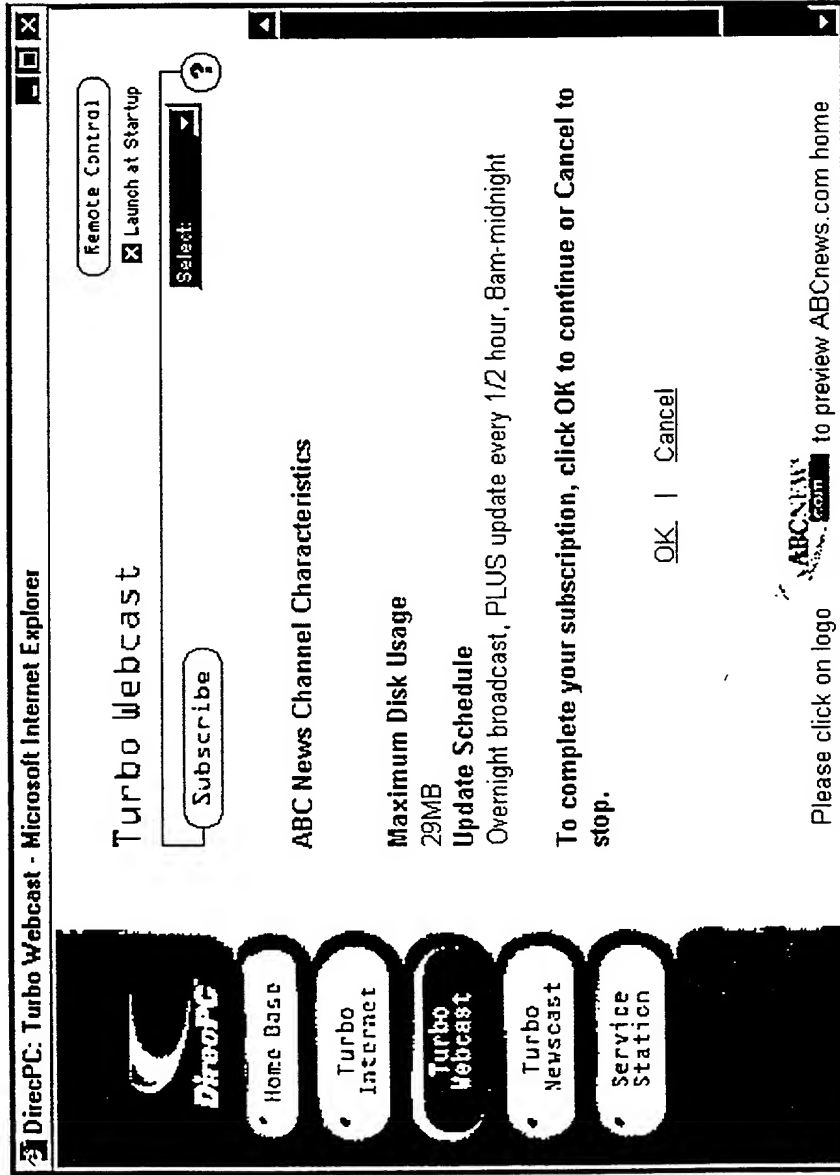 DirecPC: Turbo Webcast - Microsoft Internet Explorer
DirecPC
Home Base
Turbo
Internet
Turbo
Webcast
Turbo
Newscast
Service
Station
Turbo Webcast
Remote Control
Launch at Startup
Subscribe
Select:
?
ABC News Channel Characteristics
Maximum Disk Usage
29MB
Update Schedule
Overnight broadcast, PLUS update every 1/2 hour, 8am-midnight
To complete your subscription, click OK to continue or Cancel to
stop.
OK | Cancel
Please click on logo ABCNEWS.com to preview ABCnews.com home